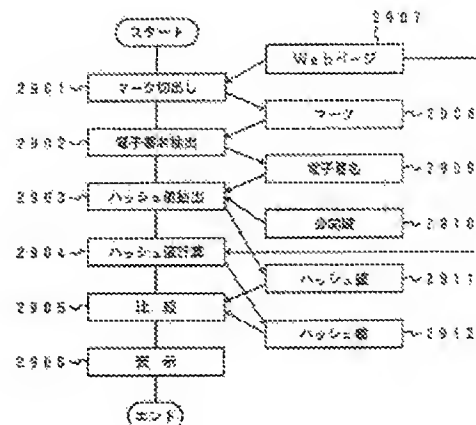 2907
スタート
Webページ
2901
マーク切出し
マーク
2908
2902
電子署名抽出
電子署名
2909
2903
ハッシュ値抽出
公開鍵
2910
2904
ハッシュ値計算
ハッシュ値
2911
2905
比較
ハッシュ値
2912
2906
表示
エンド